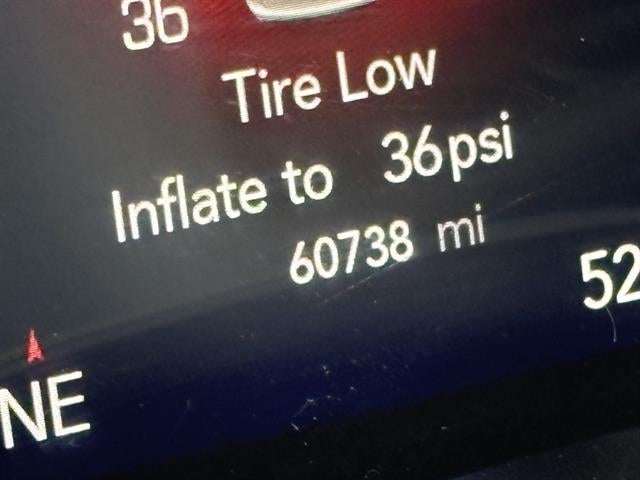 36
Tire Low
Inflate to 36psi
60738 mi
52
NE